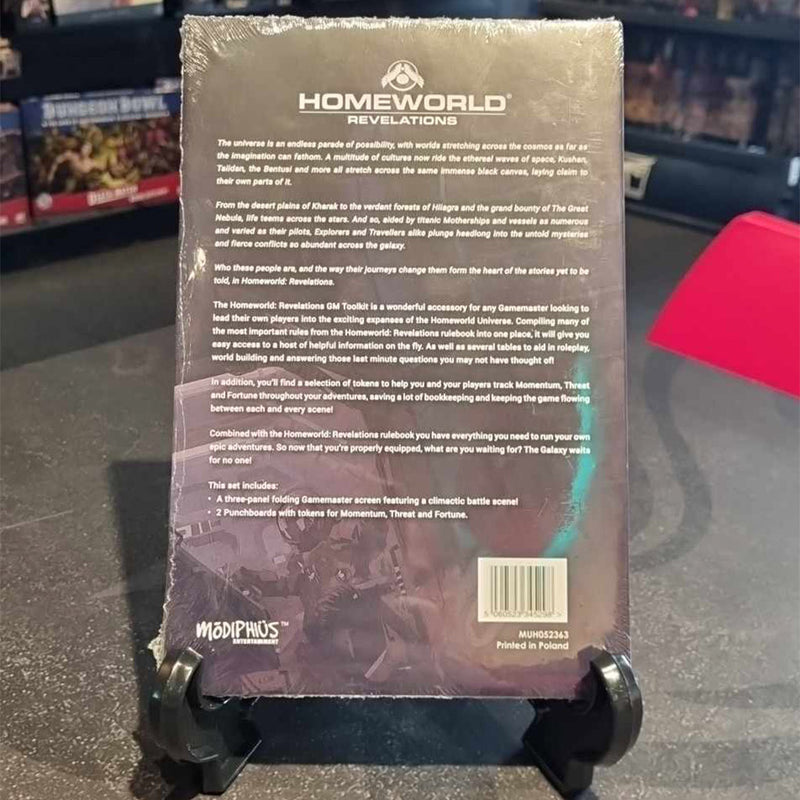 DUNGEON BOWL
HOMEWORLD®
REVELATIONS
The universe is an endless parade of possibility, with worlds stretching across the cosmos as far as
the imagination can fathom. A multitude of cultures now ride the ethereal waves of space, Kushan,
Taiidan, the Bentusi and more all stretch across the same immense black canvas, laying claim to
their own parts of it.
From the desert plains of Kharak to the verdant forests of Hiiagra and the grand bounty of The Great
Nebula, life teems across the stars. And so, aided by titanic Motherships and vessels as numerous
and varied as their pilots, Explorers and Travellers alike plunge headlong into the untold mysteries
and fierce conflicts so abundant across the galaxy.
Who these people are, and the way their journeys change them form the heart of the stories yet to be
told, in Homeworld: Revelations.
The Homeworld: Revelations GM Toolkit is a wonderful accessory for any Gamemaster looking to
lead their own players into the exciting expanses of the Homeworld Universe. Compiling many of
the most important rules from the Homeworld: Revelations rulebook into one place, it will give you
easy access to a host of helpful information on the fly. As well as several tables to aid in roleplay,
world building and answering those last minute questions you may not have thought of!
In addition, you'll find a selection of tokens to help you and your players track Momentum, Threat
and Fortune throughout your adventures, saving a lot of bookkeeping and keeping the game flowing
between each and every scene!
Combined with the Homeworld: Revelations rulebook you have everything you need to run your own
epic adventures. So now that you're properly equipped, what are you waiting for? The Galaxy waits
for no one!
This set includes:
• A three-panel folding Gamemaster screen featuring a climactic battle scene!
• 2 Punchboards with tokens for Momentum, Threat and Fortune.
5 060523 345298 >
MUH052363
Printed in Poland
MŌDIPHIÜS™
ENTERTAINMENT